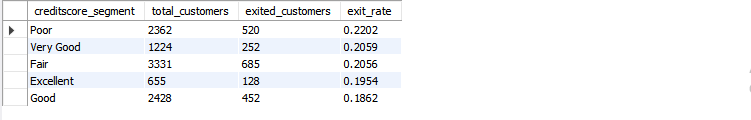 creditscore_segment total_customers exited_customers exit_rate
Poor 2362 520 0.2202
Very Good 1224 252 0.2059
Fair 3331 685 0.2056
Excellent 655 128 0.1954
Good 2428 452 0.1862